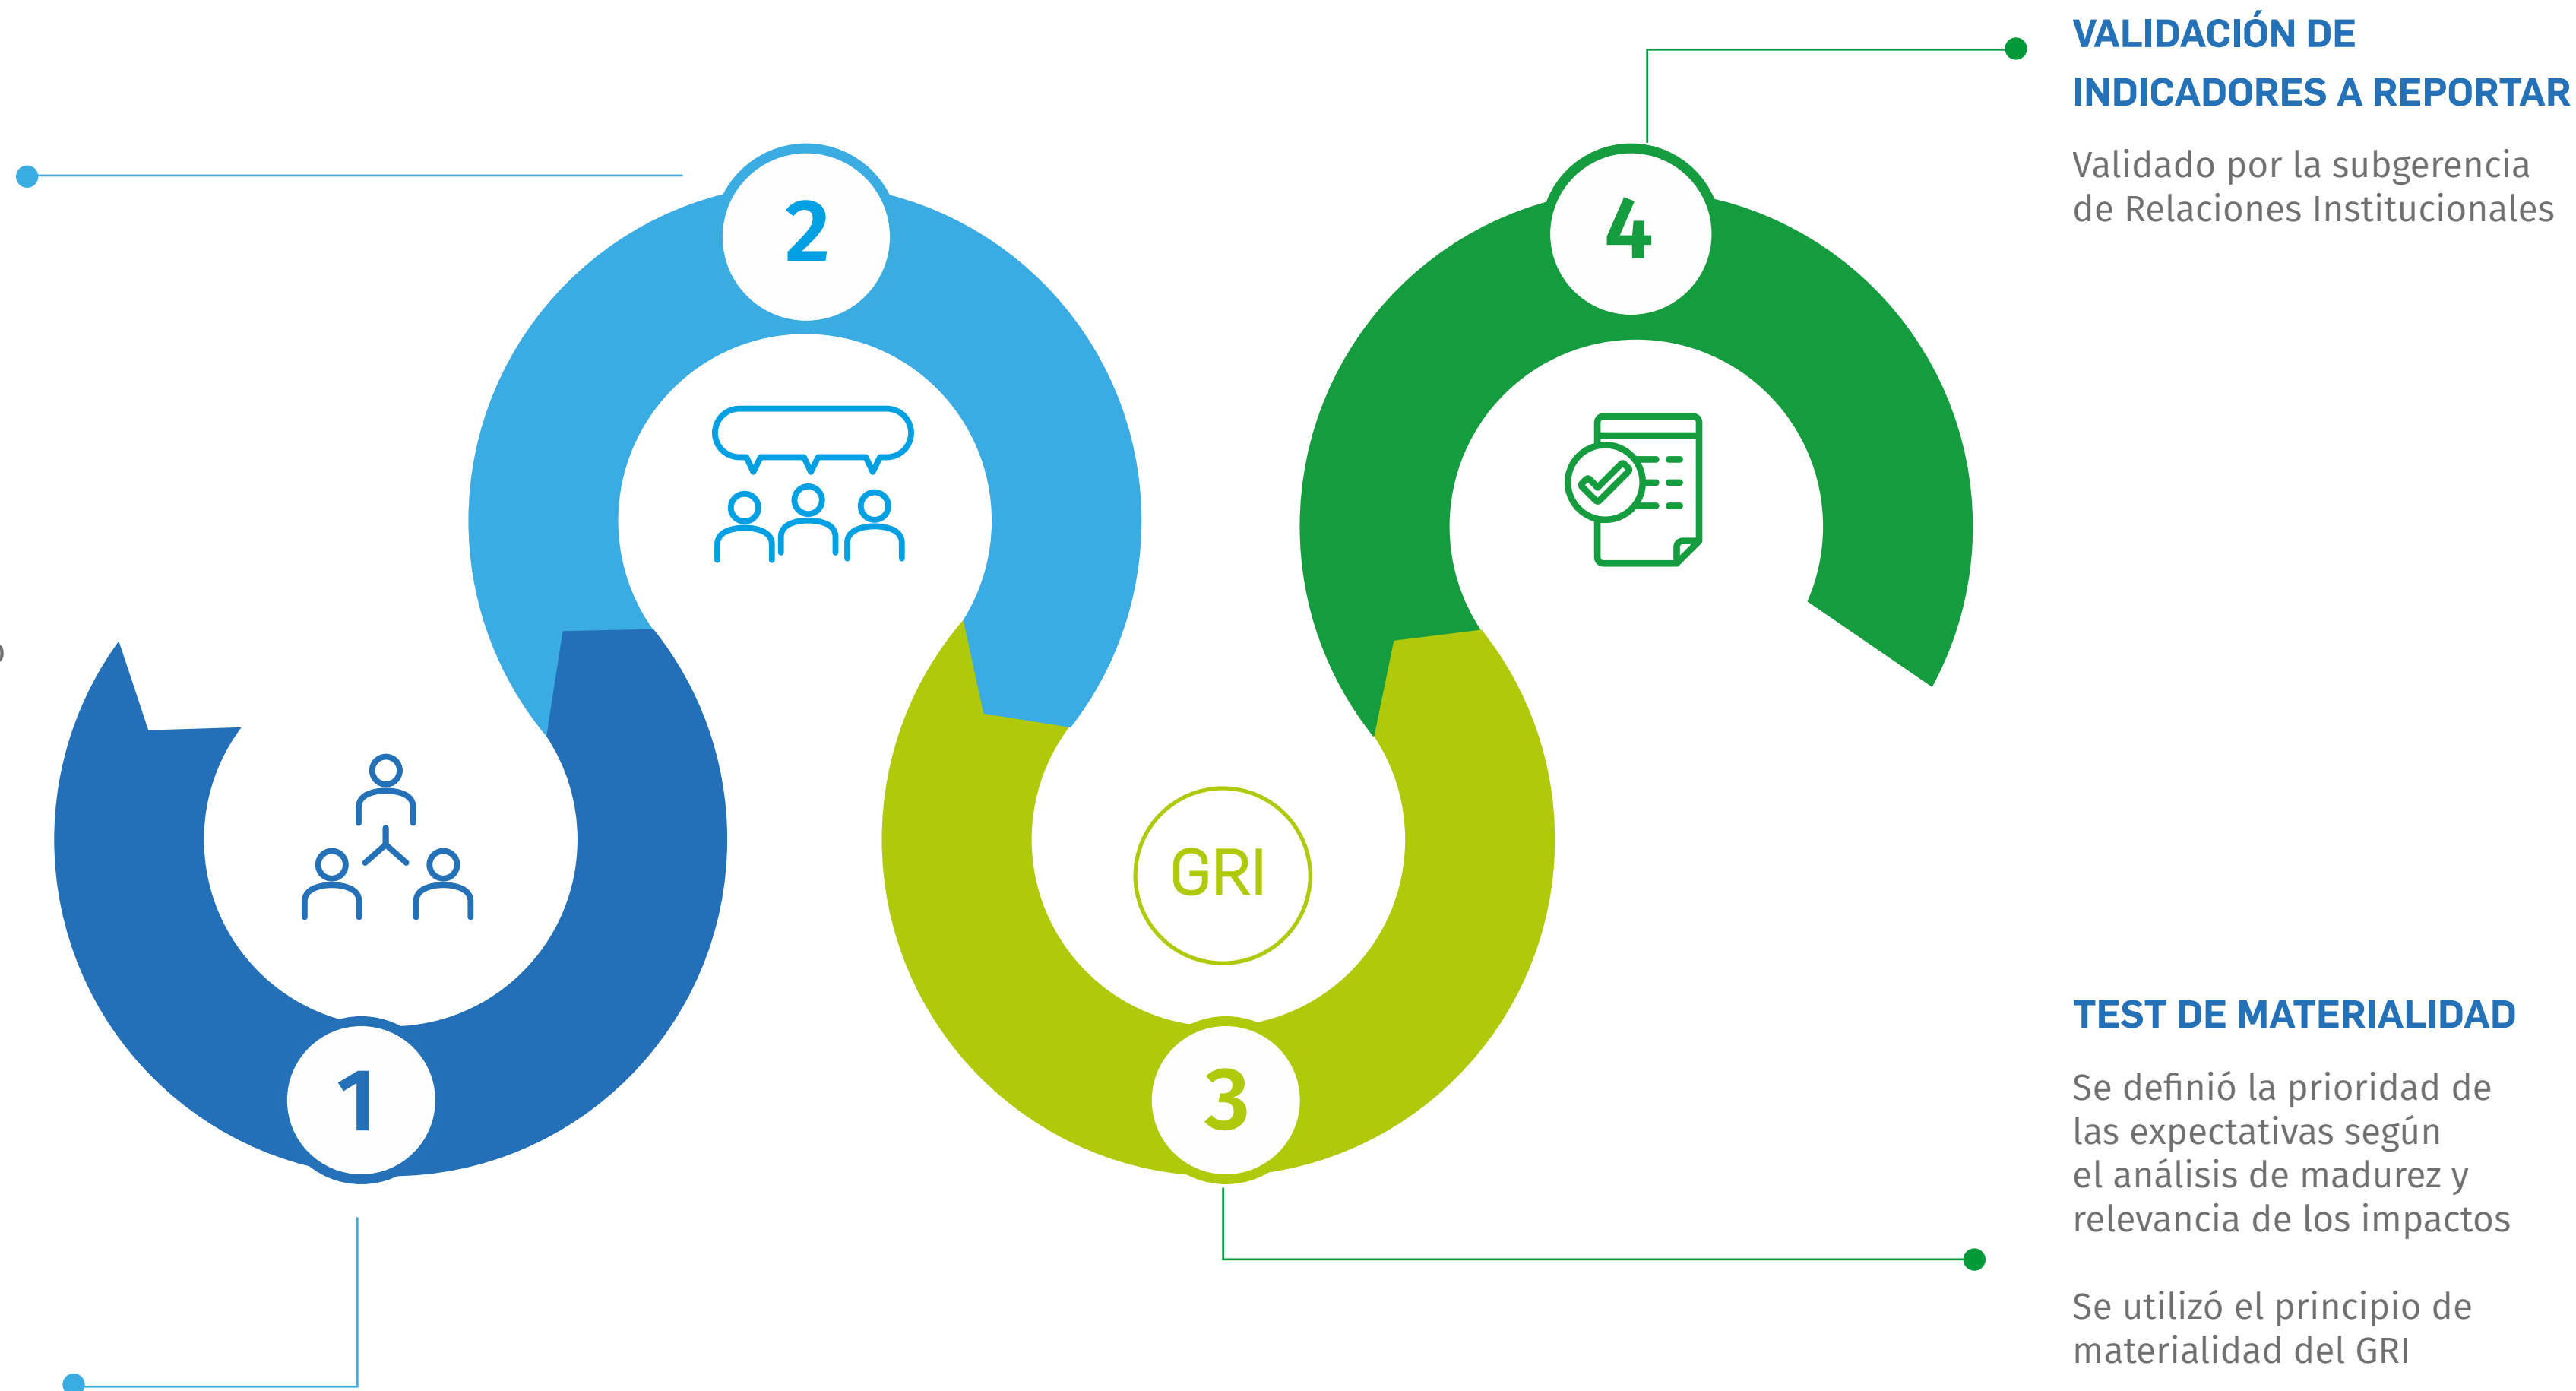 VALIDACIÓN DE
INDICADORES A REPORTAR
Validado por la subgerencia
de Relaciones Institucionales
2
4
GRI
1
3
TEST DE MATERIALIDAD
Se definió la prioridad de
las expectativas según
el análisis de madurez y
relevancia de los impactos
Se utilizó el principio de
materialidad del GRI